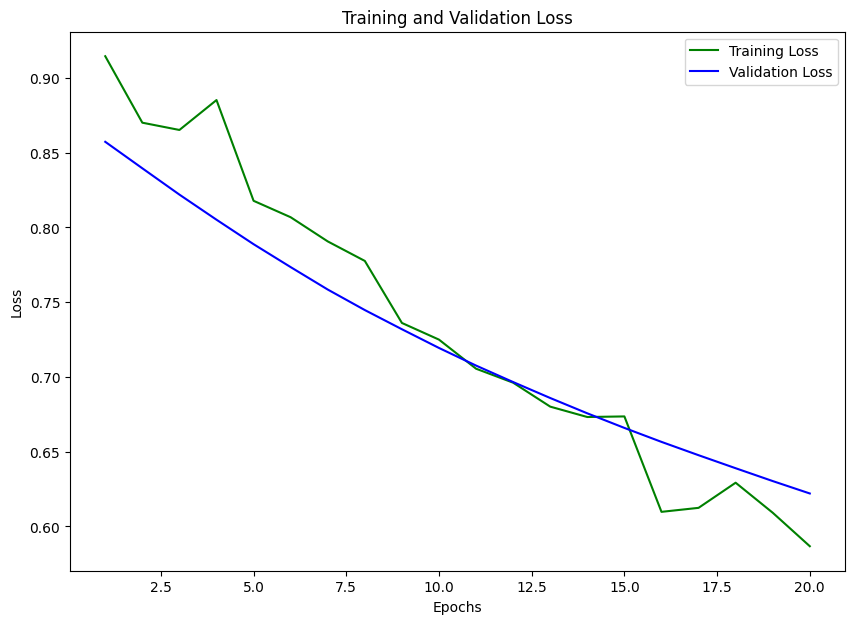 Training and Validation Loss
Training Loss
Validation Loss
0.90
0.85
0.80
0.75
0.70
0.65
0.60
Loss
2.5 5.0 7.5 10.0 12.5 15.0 17.5 20.0
Epochs